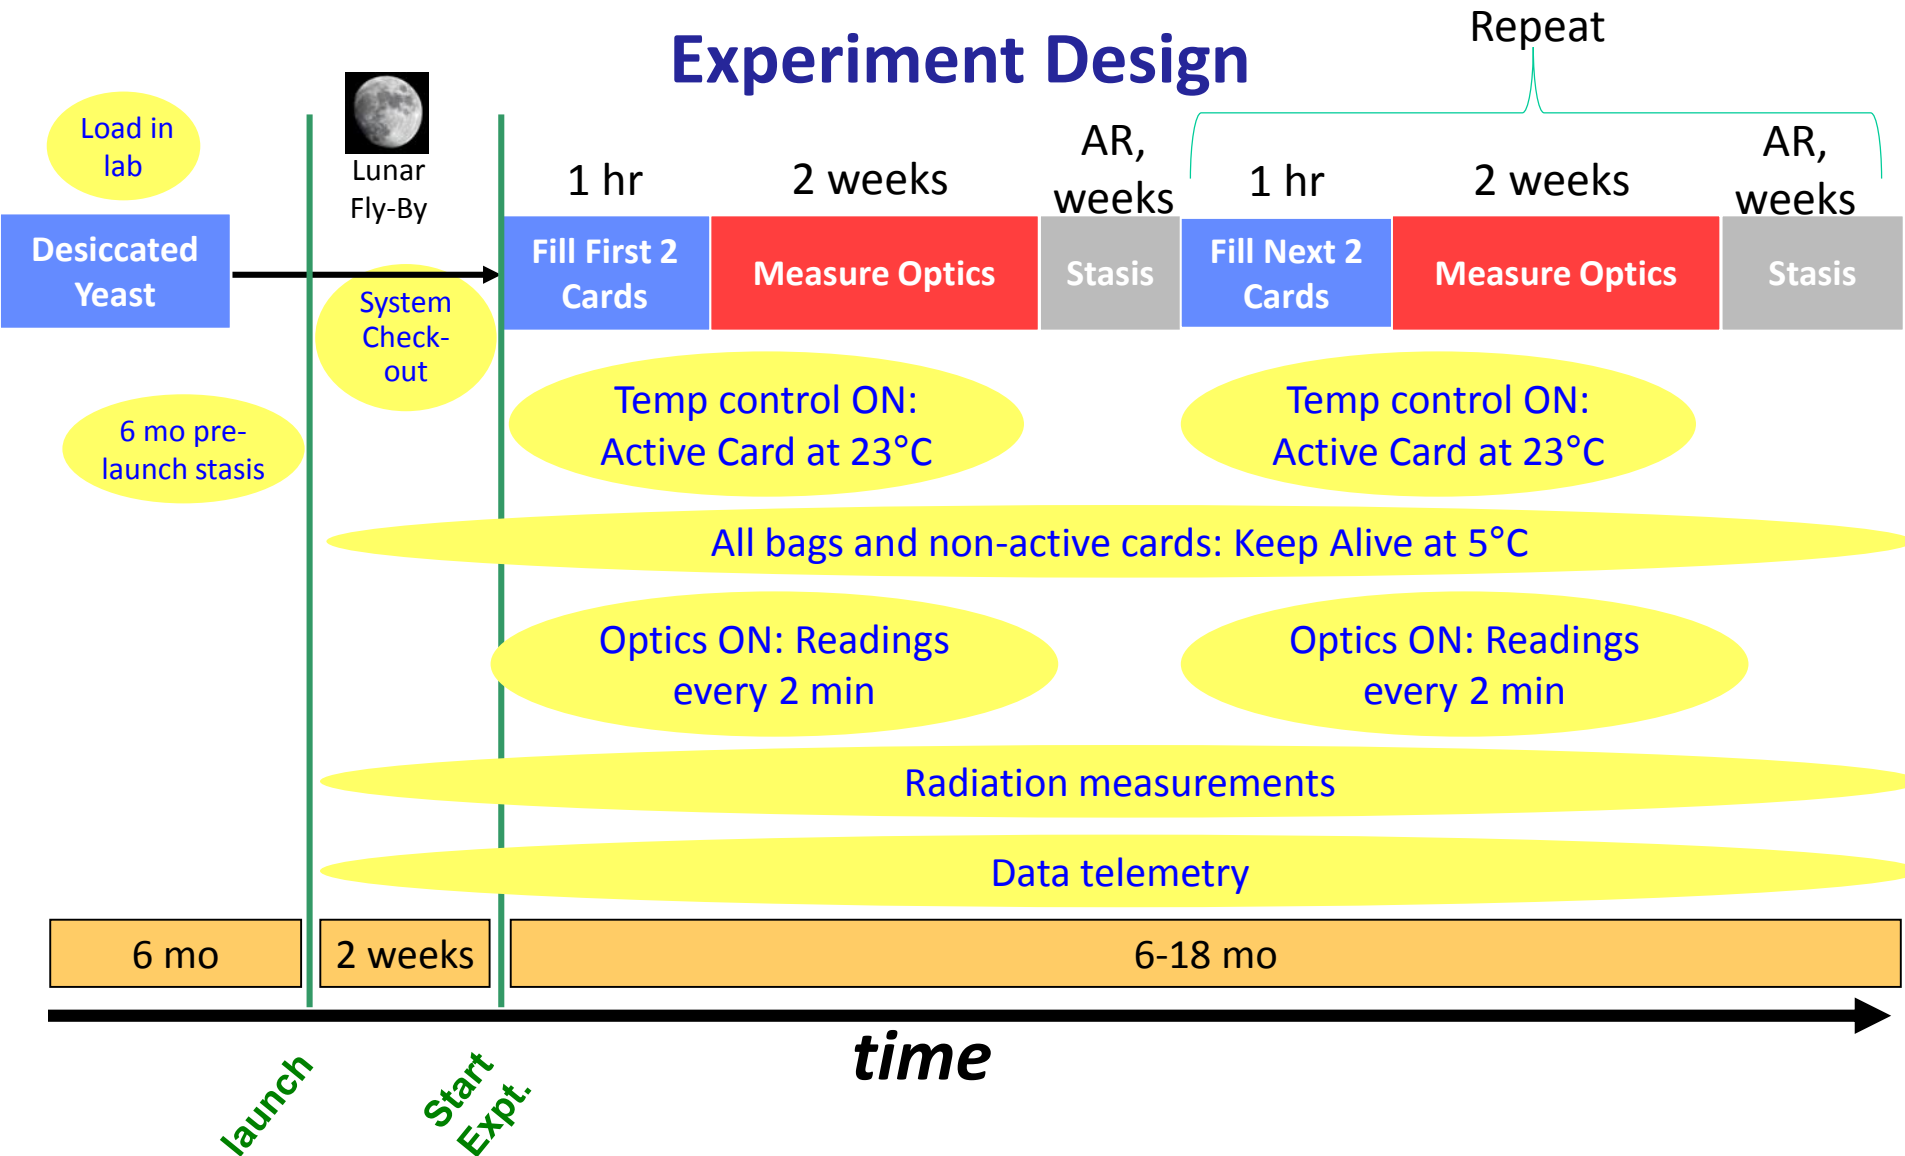 Experiment Design
Repeat
Load in
lab
Lunar
Fly-By
1 hr
2 weeks
AR,
weeks
1 hr
2 weeks
AR,
weeks
Desiccated
Yeast
System
Check-
out
Fill First 2
Cards
Measure Optics
Stasis
Fill Next 2
Cards
Measure Optics
Stasis
6 mo pre-
launch stasis
Temp control ON:
Active Card at 23°C
Temp control ON:
Active Card at 23°C
All bags and non-active cards: Keep Alive at 5°C
Optics ON: Readings
every 2 min
Optics ON: Readings
every 2 min
Radiation measurements
Data telemetry
6 mo
2 weeks
6-18 mo
time
launch
Start
Expt.